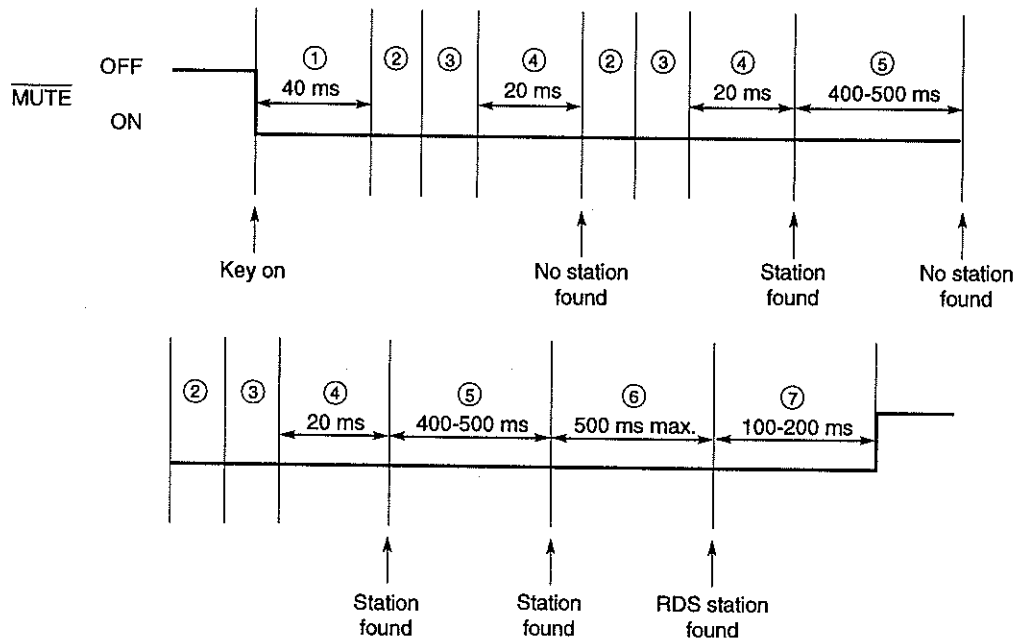 ① ② ③ ④ ② ③ ④ ⑤
OFF
MUTE
40 ms 20 ms 20 ms 400-500 ms
ON
Key on
No station
found
Station
found
No station
found
② ③ ④ ⑤ ⑥ ⑦
20 ms 400-500 ms 500 ms max. 100-200 ms
Station
found
Station
found
RDS station
found